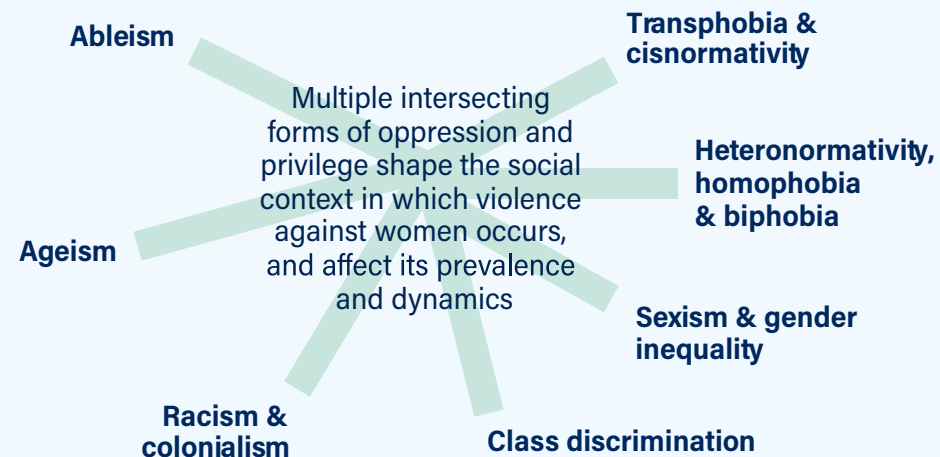 Ableism
Transphobia &
cisnormativity
Multiple intersecting
forms of oppression and
privilege shape the social
context in which violence
against women occurs,
and affect its prevalence
and dynamics
Heteronormativity,
homophobia
& biphobia
Ageism
Sexism & gender
inequality
Racism &
colonialism
Class discrimination